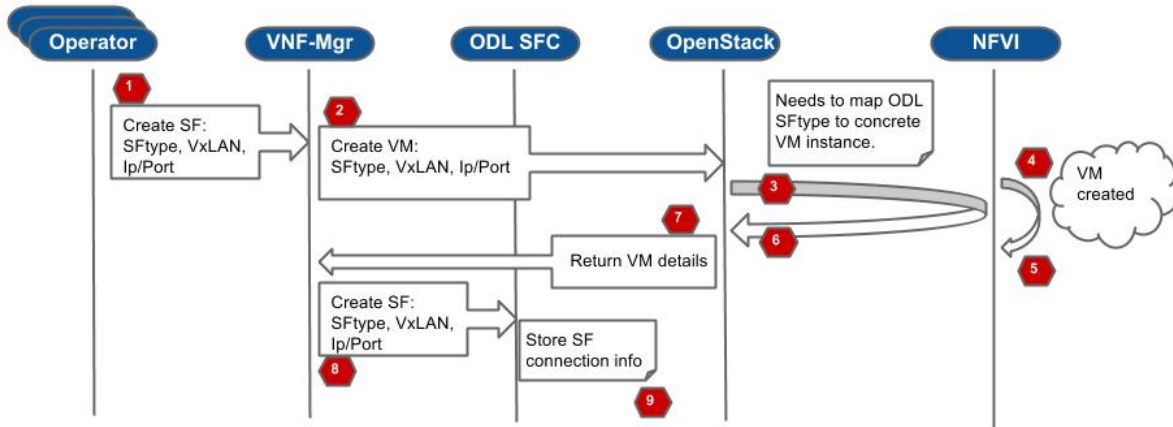 Operator
VNF-Mgr
ODL SFC
OpenStack
NFVI
1
Create SF:
SFtype, VxLAN,
Ip/Port
2
Create VM:
SFtype, VxLAN, Ip/Port
Needs to map ODL
SFtype to concrete
VM instance.
3
4
VM
created
5
6
7
Return VM details
Create SF:
SFtype, VxLAN,
Ip/Port
8
Store SF
connection info
9